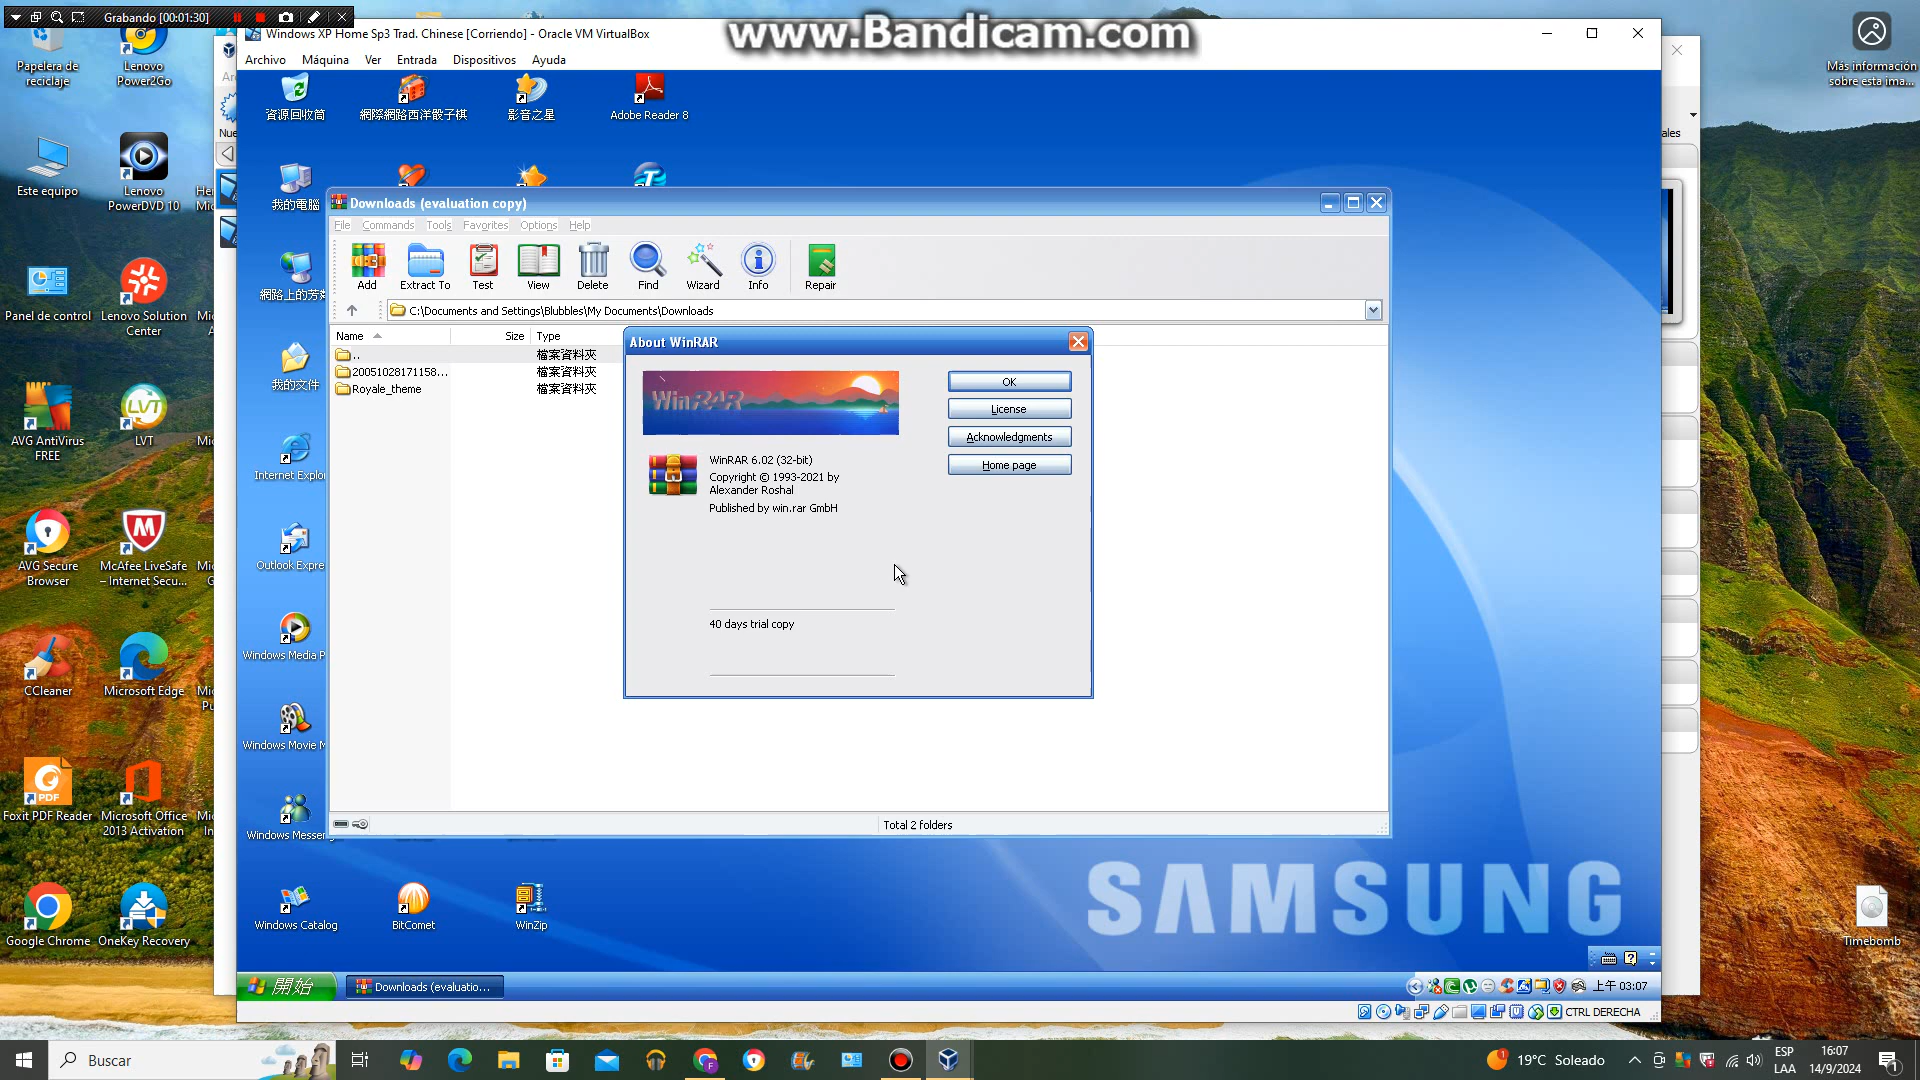 Grabando [00:01:30]
www.Bandicam.com
Papelera de
reciclaje
Lenovo
Power2Go
Este equipo
Lenovo
PowerDVD 10
Panel de control
Lenovo Solution
Center
AVG AntiVirus
FREE
LVT
AVG Secure
Browser
McAfee LiveSafe
– Internet Secu...
CCleaner
Microsoft Edge
Foxit PDF Reader
Microsoft Office
2013 Activation
Google Chrome
OneKey Recovery
Más información
sobre esta ima...
Timebomb
Windows XP Home Sp3 Trad. Chinese [Corriendo] - Oracle VM VirtualBox
Archivo Máquina Ver Entrada Dispositivos Ayuda
資源回收筒
網際網路西洋骰子棋
影音之星
Adobe Reader 8
我的電腦
我的文件
Internet Explor
Outlook Expre
Windows Media P
Windows Movie M
Windows Messeng
Windows Catalog
BitComet
WinZip
Downloads (evaluation copy)
File Commands Tools Favorites Options Help
Add Extract To Test View Delete Find Wizard Info Repair
C:\Documents and Settings\Blubbles\My Documents\Downloads
Name Size Type
.. 檔案資料夾
20051028171158... 檔案資料夾
Royale_theme 檔案資料夾
Total 2 folders
About WinRAR
WinRAR
OK
License
Acknowledgments
Home page
WinRAR 6.02 (32-bit)
Copyright © 1993-2021 by
Alexander Roshal
Published by win.rar GmbH
40 days trial copy
SAMSUNG
開始
Downloads (evaluatio...
上午 03:07
CTRL DERECHA
Buscar
19°C Soleado
ESP
LAA
16:07
14/9/2024